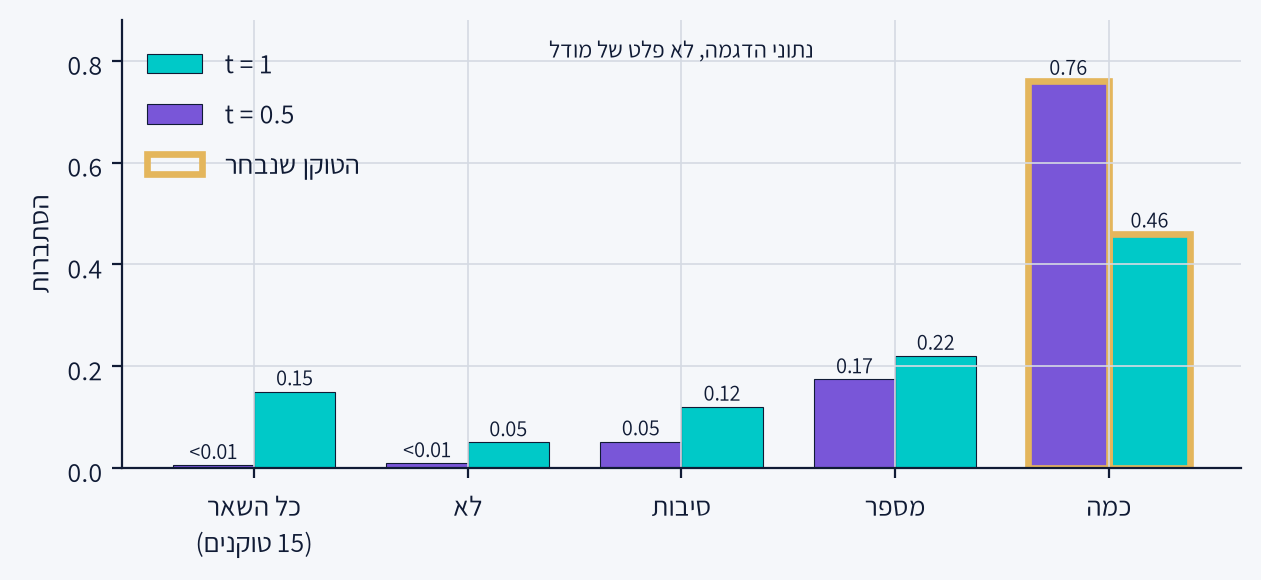 נתוני הדגמה, לא פלט של מודל
t = 1
t = 0.5
הטוקן שנבחר
הסתברות
0.8
0.6
0.4
0.2
0.0
0.76
0.46
0.17
0.22
0.05
0.12
<0.01
0.05
<0.01
0.15
כמה
מספר
סיבות
לא
כל השאר
(15 טוקנים)